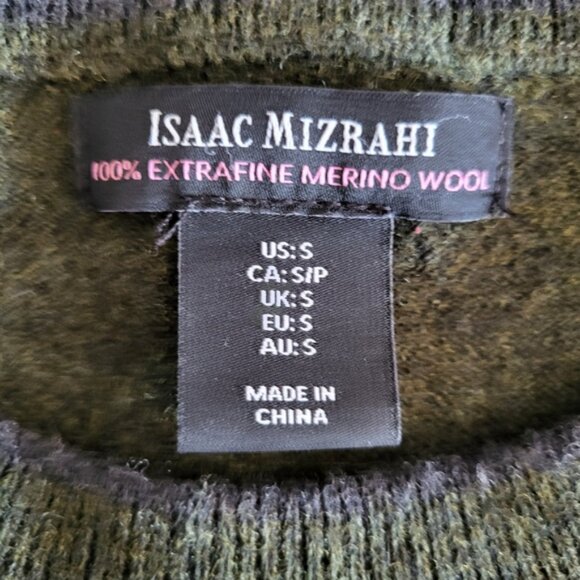 ISAAC MIZRAHI
100% EXTRAFINE MERINO WOOL
US: S
CA: S/P
UK: S
EU: S
AU: S
MADE IN
CHINA